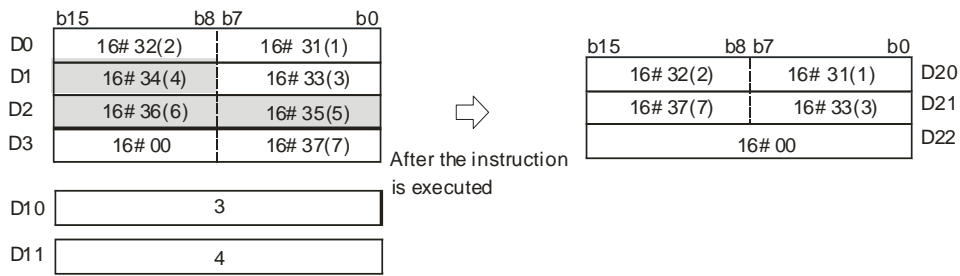 b15 b8 b7 b0
D0 16# 32(2) 16# 31(1)
D1 16# 34(4) 16# 33(3)
D2 16# 36(6) 16# 35(5)
D3 16# 00 16# 37(7)
D10 3
D11 4
After the instruction
is executed
b15 b8 b7 b0
16# 32(2) 16# 31(1) D20
16# 37(7) 16# 33(3) D21
16# 00 D22